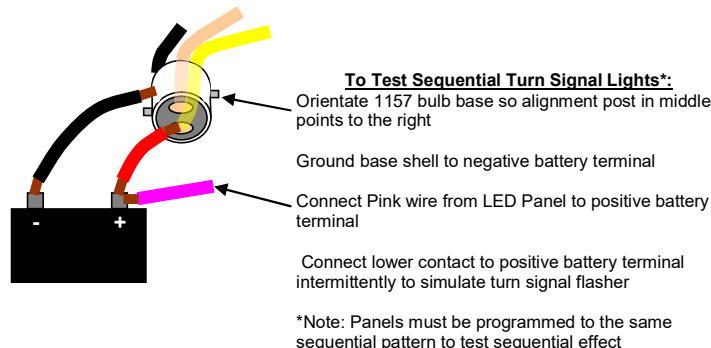 To Test Sequential Turn Signal Lights*:
Orientate 1157 bulb base so alignment post in middle
points to the right
Ground base shell to negative battery terminal
Connect Pink wire from LED Panel to positive battery
terminal
Connect lower contact to positive battery terminal
intermittently to simulate turn signal flasher
*Note: Panels must be programmed to the same
sequential pattern to test sequential effect
- +